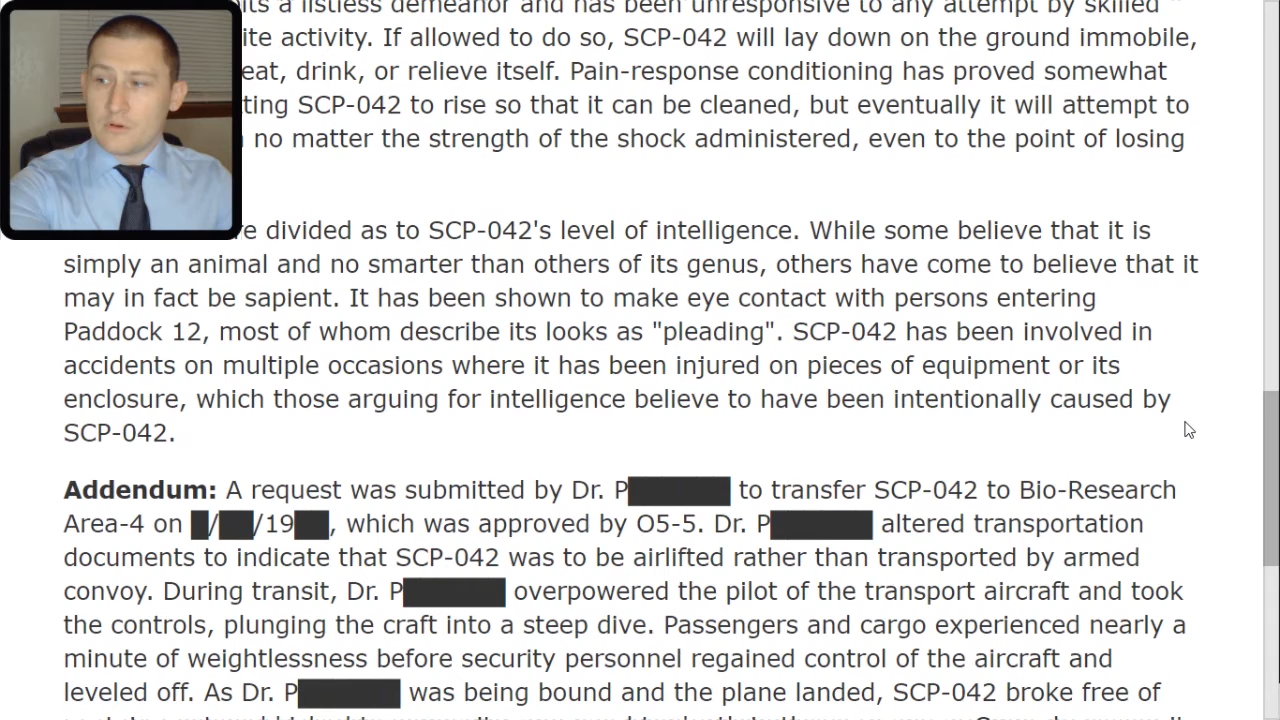 its a listless demeanor and has been unresponsive to any attempt by skilled
ite activity. If allowed to do so, SCP-042 will lay down on the ground immobile,
eat, drink, or relieve itself. Pain-response conditioning has proved somewhat
ting SCP-042 to rise so that it can be cleaned, but eventually it will attempt to
no matter the strength of the shock administered, even to the point of losing
re divided as to SCP-042's level of intelligence. While some believe that it is
simply an animal and no smarter than others of its genus, others have come to believe that it
may in fact be sapient. It has been shown to make eye contact with persons entering
Paddock 12, most of whom describe its looks as "pleading". SCP-042 has been involved in
accidents on multiple occasions where it has been injured on pieces of equipment or its
enclosure, which those arguing for intelligence believe to have been intentionally caused by
SCP-042.
Addendum: A request was submitted by Dr. P██████ to transfer SCP-042 to Bio-Research
Area-4 on █/██/19██, which was approved by O5-5. Dr. P██████ altered transportation
documents to indicate that SCP-042 was to be airlifted rather than transported by armed
convoy. During transit, Dr. P██████ overpowered the pilot of the transport aircraft and took
the controls, plunging the craft into a steep dive. Passengers and cargo experienced nearly a
minute of weightlessness before security personnel regained control of the aircraft and
leveled off. As Dr. P██████ was being bound and the plane landed, SCP-042 broke free of